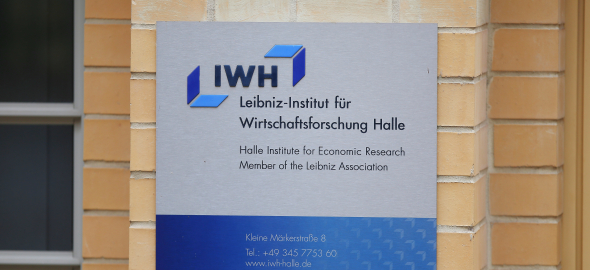 IWH
Leibniz-Institut für
Wirtschaftsforschung Halle
Halle Institute for Economic Research
Member of the Leibniz Association
Kleine Märkerstraße 8
Tel.: +49 345 7753 60
www.iwh-halle.de